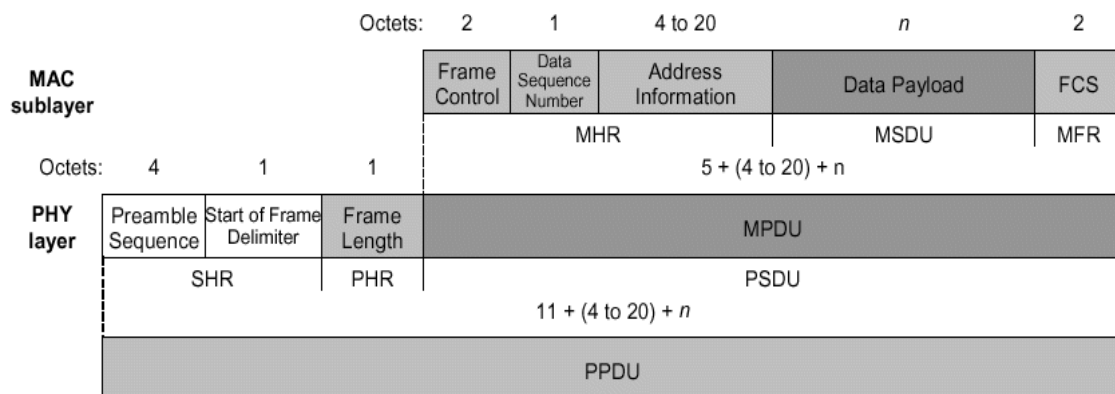 Octets: 2 1 4 to 20 n 2
MAC
sublayer
Frame
Control
Data
Sequence
Number
Address
Information
Data Payload
FCS
MHR MSDU MFR
Octets: 4 1 1 5 + (4 to 20) + n
PHY
layer
Preamble
Sequence
Start of Frame
Delimiter
Frame
Length
MPDU
SHR PHR PSDU
11 + (4 to 20) + n
PPDU